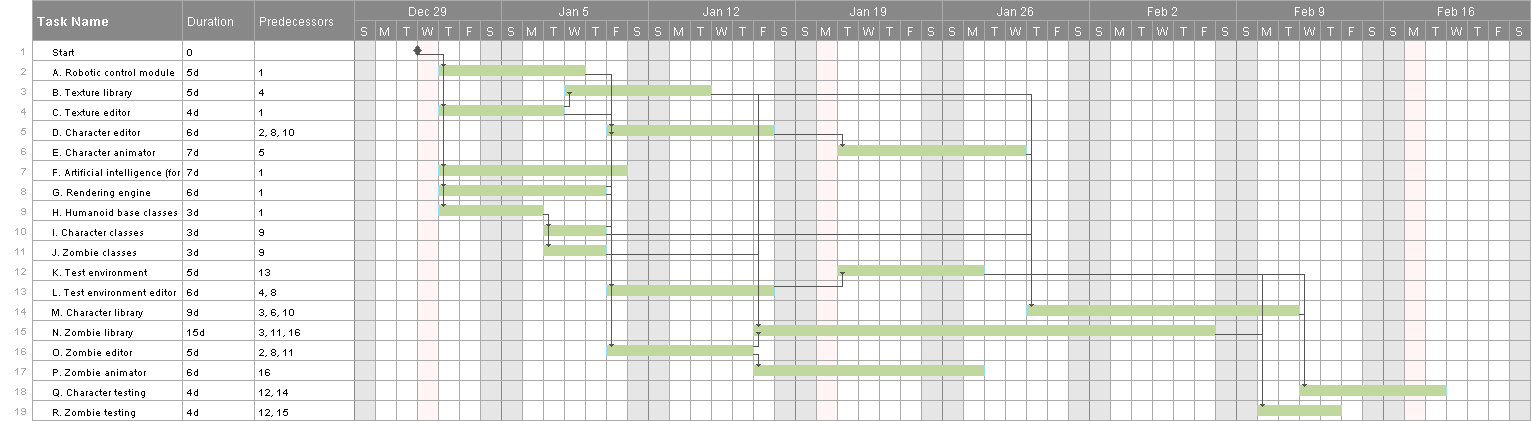 Task Name Duration Predecessors Dec 29 Jan 5 Jan 12 Jan 19 Jan 26 Feb 2 Feb 9 Feb 16
S M T W T F S S M T W T F S S M T W T F S S M T W T F S S M T W T F S S M T W T F S S M T W T F S S M T W T F S
1 Start 0
2 A. Robotic control module 5d 1
3 B. Texture library 5d 4
4 C. Texture editor 4d 1
5 D. Character editor 6d 2, 8, 10
6 E. Character animator 7d 5
7 F. Artificial intelligence (for 7d 1
8 G. Rendering engine 6d 1
9 H. Humanoid base classes 3d 1
10 I. Character classes 3d 9
11 J. Zombie classes 3d 9
12 K. Test environment 5d 13
13 L. Test environment editor 6d 4, 8
14 M. Character library 9d 3, 6, 10
15 N. Zombie library 15d 3, 11, 16
16 O. Zombie editor 5d 2, 8, 11
17 P. Zombie animator 6d 16
18 Q. Character testing 4d 12, 14
19 R. Zombie testing 4d 12, 15